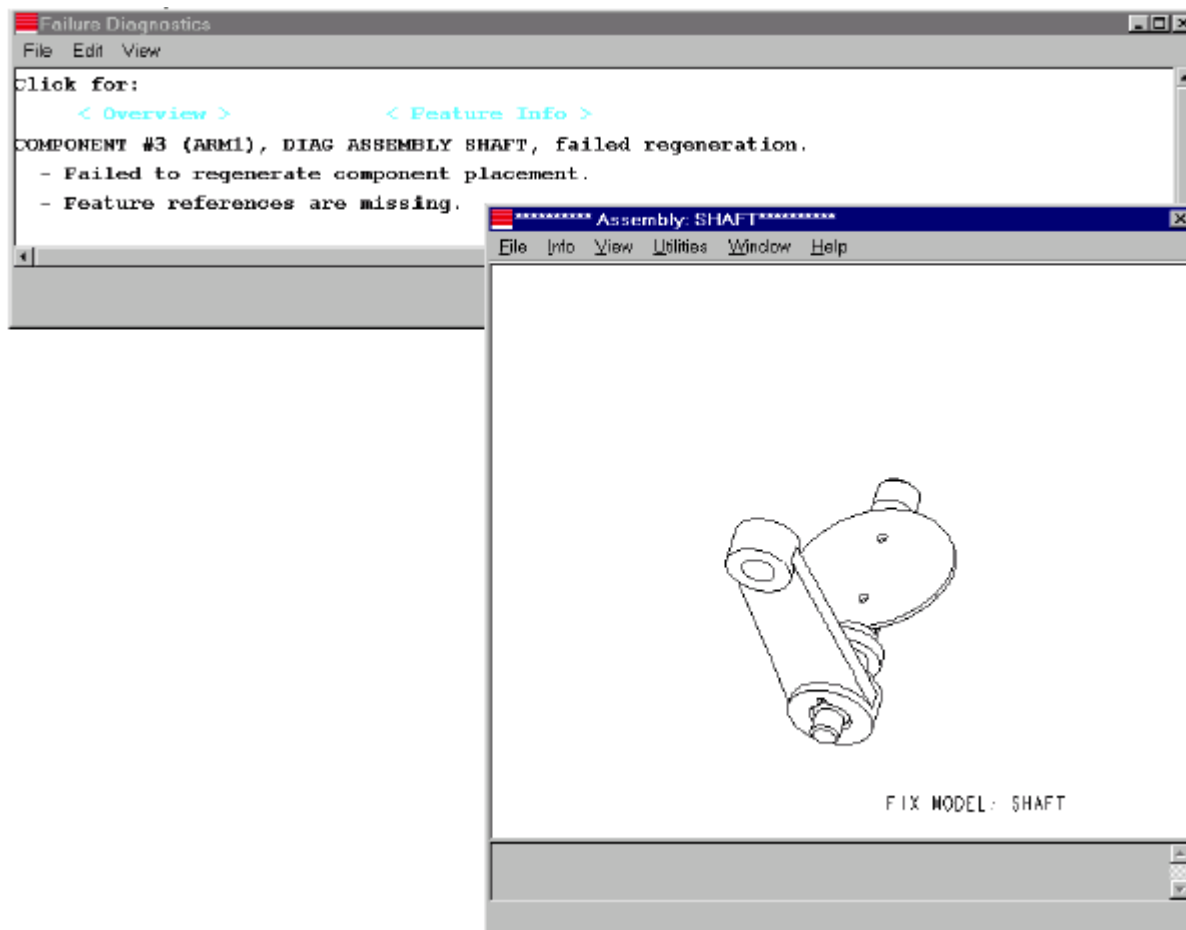 Failure Diagnostics
File Edit View
Click for:
< Overview > < Feature Info >
COMPONENT #3 (ARM1), DIAG ASSEMBLY SHAFT, failed regeneration.
- Failed to regenerate component placement.
- Feature references are missing.
********** Assembly: SHAFT**********
File Info View Utilities Window Help
FIX MODEL: SHAFT